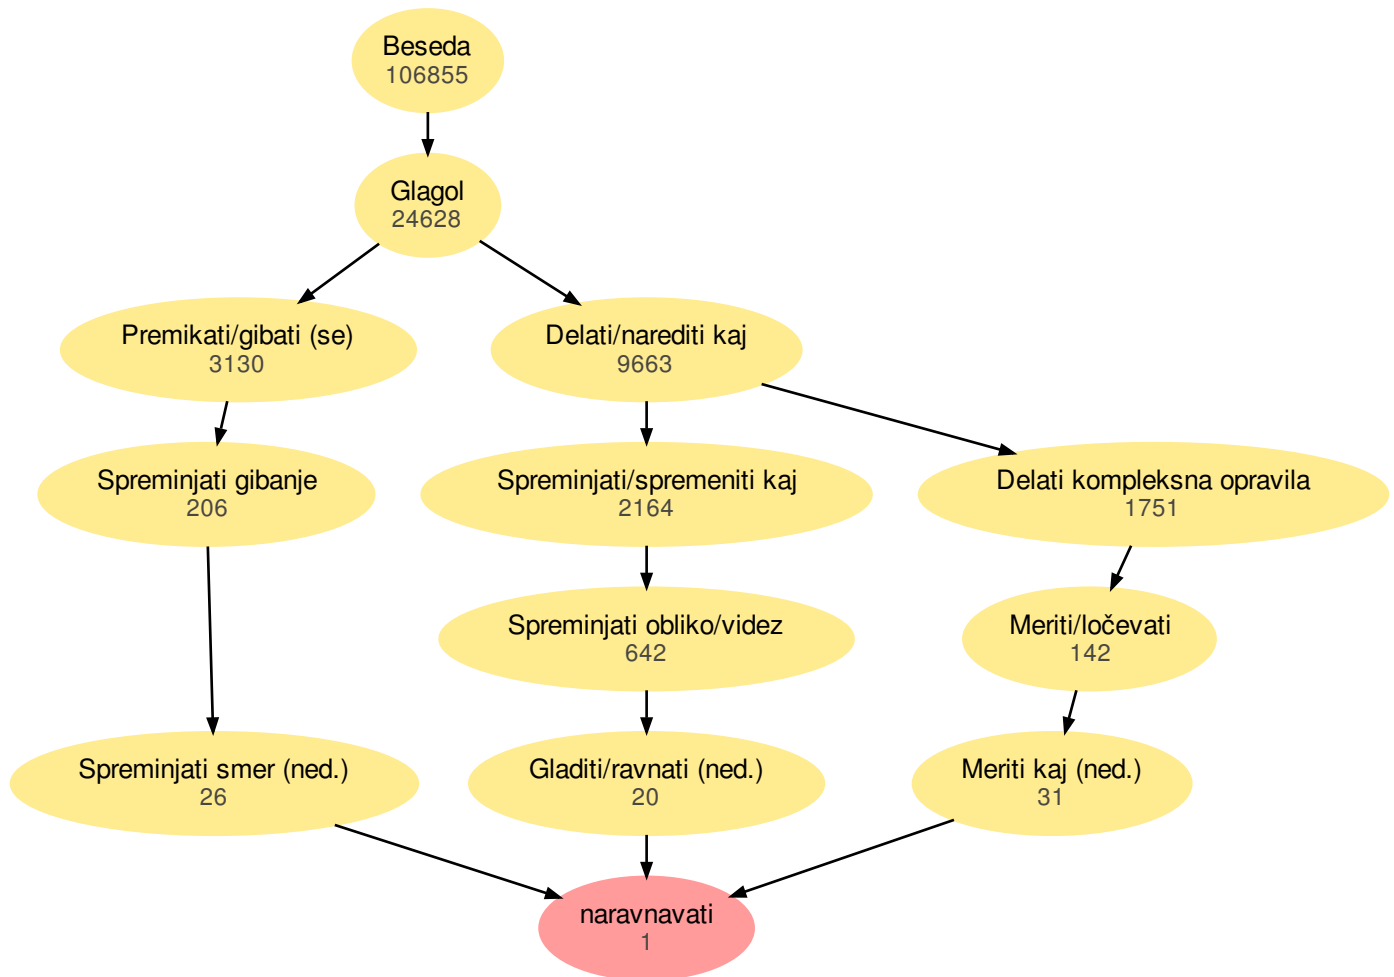 Beseda
106855
Glagol
24628
Premikati/gibati (se)
3130
Delati/narediti kaj
9663
Spreminjati gibanje
206
Spreminjati/spremeniti kaj
2164
Delati kompleksna opravila
1751
Spreminjati obliko/videz
642
Meriti/ločevati
142
Spreminjati smer (ned.)
26
Gladiti/ravnati (ned.)
20
Meriti kaj (ned.)
31
naravnavati
1